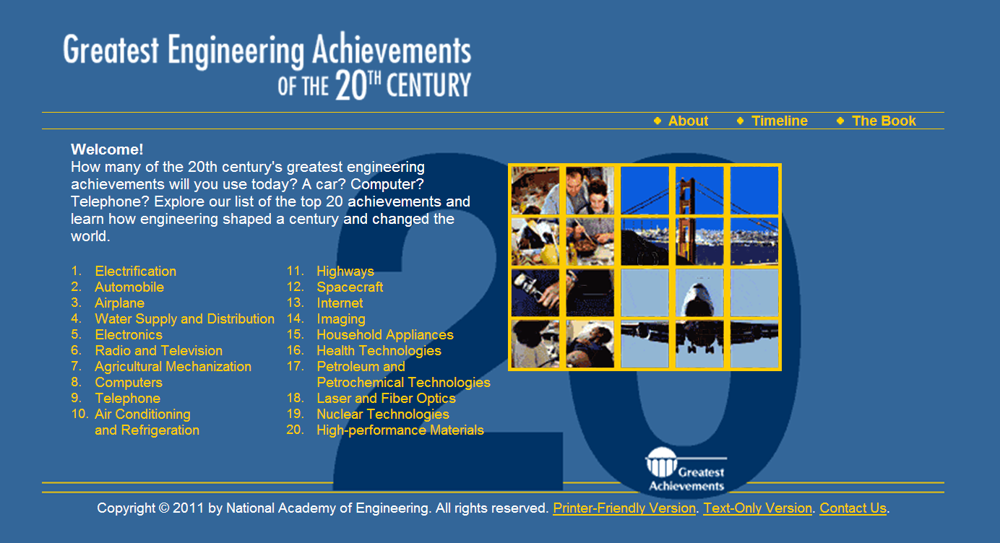 Greatest Engineering Achievements
OF THE 20TH CENTURY
About
Timeline
The Book
Welcome!
How many of the 20th century's greatest engineering
achievements will you use today? A car? Computer?
Telephone? Explore our list of the top 20 achievements and
learn how engineering shaped a century and changed the
world.
1. Electrification
2. Automobile
3. Airplane
4. Water Supply and Distribution
5. Electronics
6. Radio and Television
7. Agricultural Mechanization
8. Computers
9. Telephone
10. Air Conditioning
and Refrigeration
11. Highways
12. Spacecraft
13. Internet
14. Imaging
15. Household Appliances
16. Health Technologies
17. Petroleum and
Petrochemical Technologies
18. Laser and Fiber Optics
19. Nuclear Technologies
20. High-performance Materials
20
Greatest
Achievements
Copyright © 2011 by National Academy of Engineering. All rights reserved. Printer-Friendly Version. Text-Only Version. Contact Us.